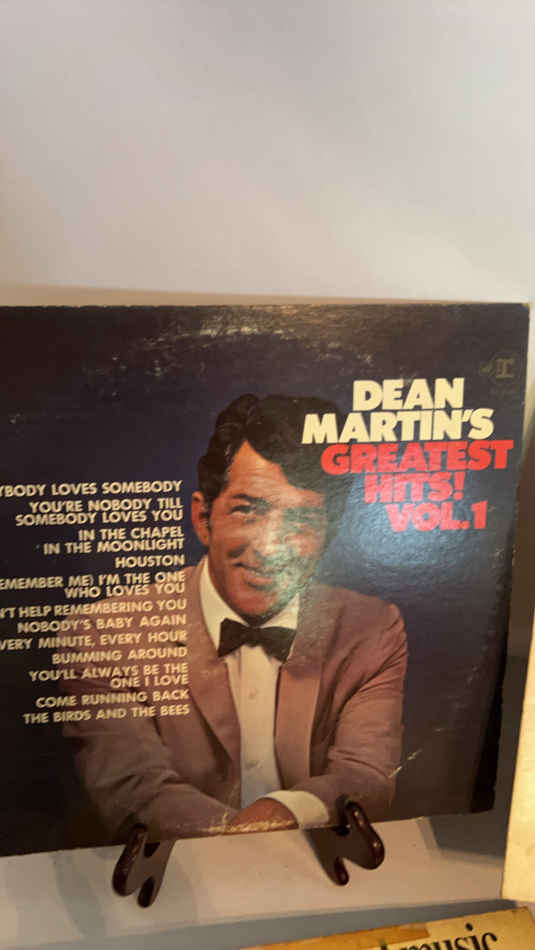 DEAN
MARTIN'S
GREATEST
HITS!
VOL.1
YBODY LOVES SOMEBODY
YOU'RE NOBODY TILL
SOMEBODY LOVES YOU
IN THE CHAPEL
IN THE MOONLIGHT
HOUSTON
EMEMBER ME) I'M THE ONE
WHO LOVES YOU
N'T HELP REMEMBERING YOU
NOBODY'S BABY AGAIN
VERY MINUTE, EVERY HOUR
BUMMING AROUND
YOU'LL ALWAYS BE THE
ONE I LOVE
COME RUNNING BACK
THE BIRDS AND THE BEES